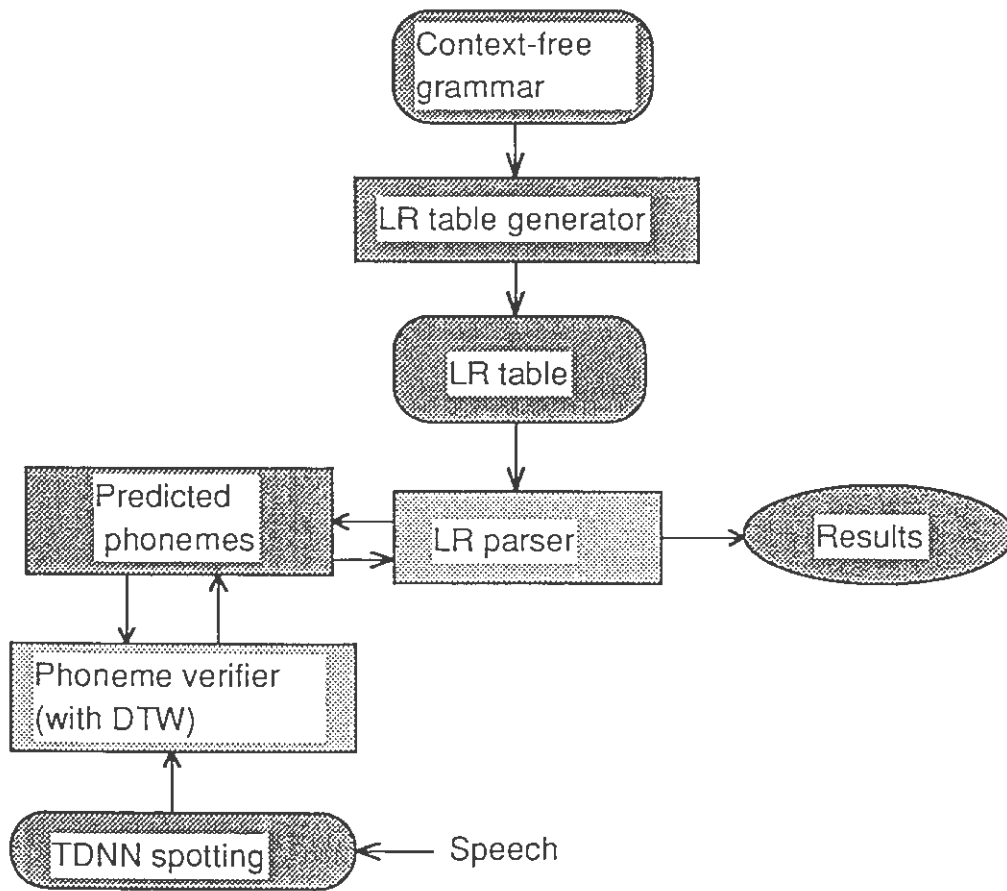 Context-free
grammar
LR table generator
LR table
Predicted
phonemes
LR parser
Results
Phoneme verifier
(with DTW)
TDNN spotting
Speech